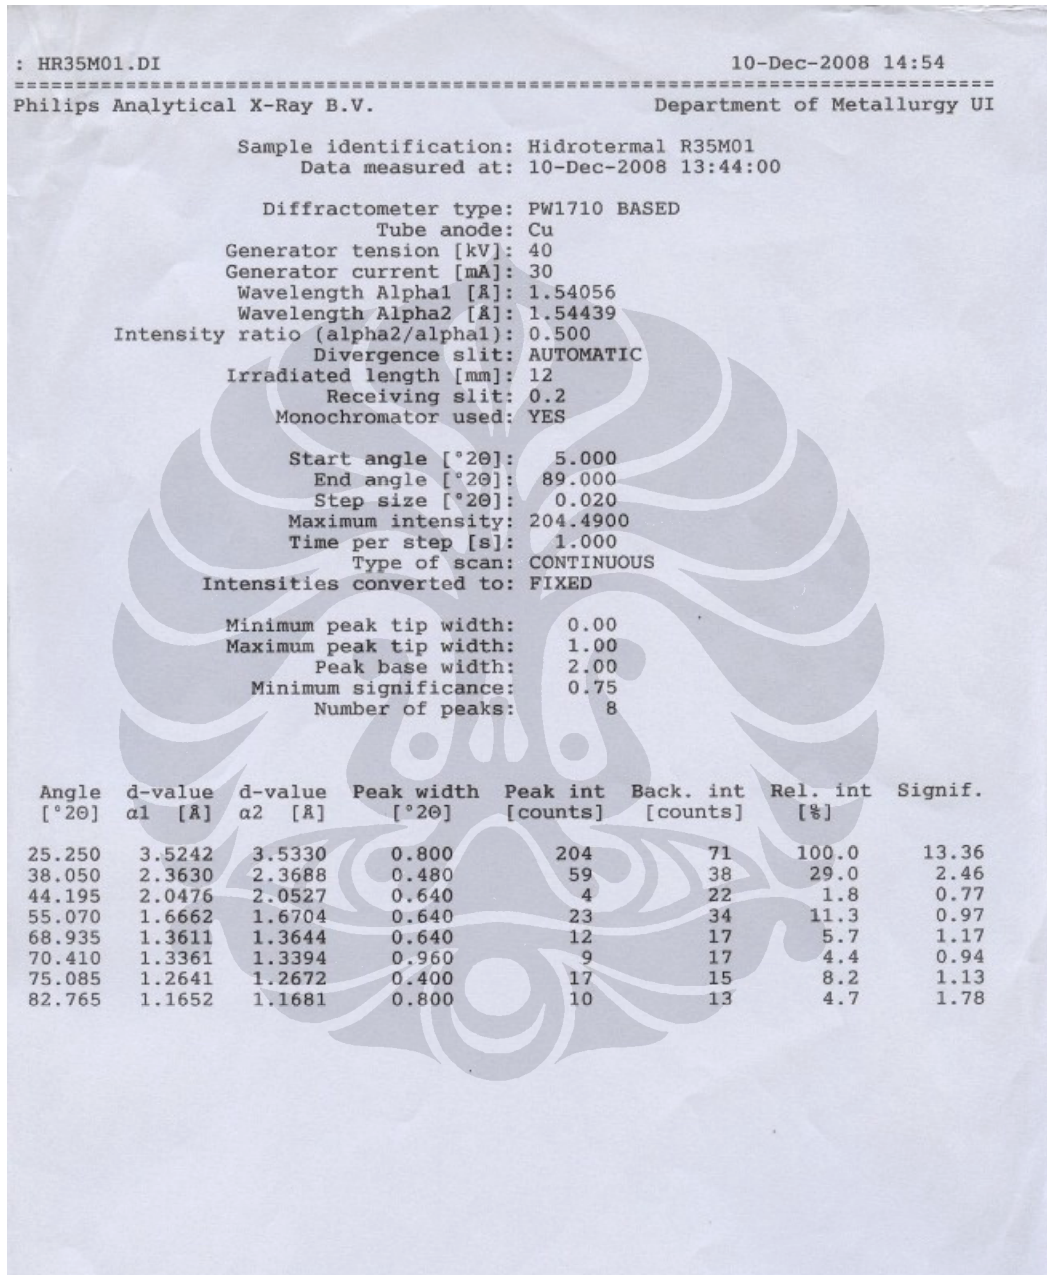 : HR35M01.DI 10-Dec-2008 14:54
==============================================================================
Philips Analytical X-Ray B.V. Department of Metallurgy UI
Sample identification: Hidrotermal R35M01
Data measured at: 10-Dec-2008 13:44:00
Diffractometer type: PW1710 BASED
Tube anode: Cu
Generator tension [kV]: 40
Generator current [mA]: 30
Wavelength Alpha1 [Å]: 1.54056
Wavelength Alpha2 [Å]: 1.54439
Intensity ratio (alpha2/alpha1): 0.500
Divergence slit: AUTOMATIC
Irradiated length [mm]: 12
Receiving slit: 0.2
Monochromator used: YES
Start angle [°2θ]: 5.000
End angle [°2θ]: 89.000
Step size [°2θ]: 0.020
Maximum intensity: 204.4900
Time per step [s]: 1.000
Type of scan: CONTINUOUS
Intensities converted to: FIXED
Minimum peak tip width: 0.00
Maximum peak tip width: 1.00
Peak base width: 2.00
Minimum significance: 0.75
Number of peaks: 8
Angle d-value d-value Peak width Peak int Back. int Rel. int Signif.
[°2θ] α1 [Å] α2 [Å] [°2θ] [counts] [counts] [%]
25.250 3.5242 3.5330 0.800 204 71 100.0 13.36
38.050 2.3630 2.3688 0.480 59 38 29.0 2.46
44.195 2.0476 2.0527 0.640 4 22 1.8 0.77
55.070 1.6662 1.6704 0.640 23 34 11.3 0.97
68.935 1.3611 1.3644 0.640 12 17 5.7 1.17
70.410 1.3361 1.3394 0.960 9 17 4.4 0.94
75.085 1.2641 1.2672 0.400 17 15 8.2 1.13
82.765 1.1652 1.1681 0.800 10 13 4.7 1.78